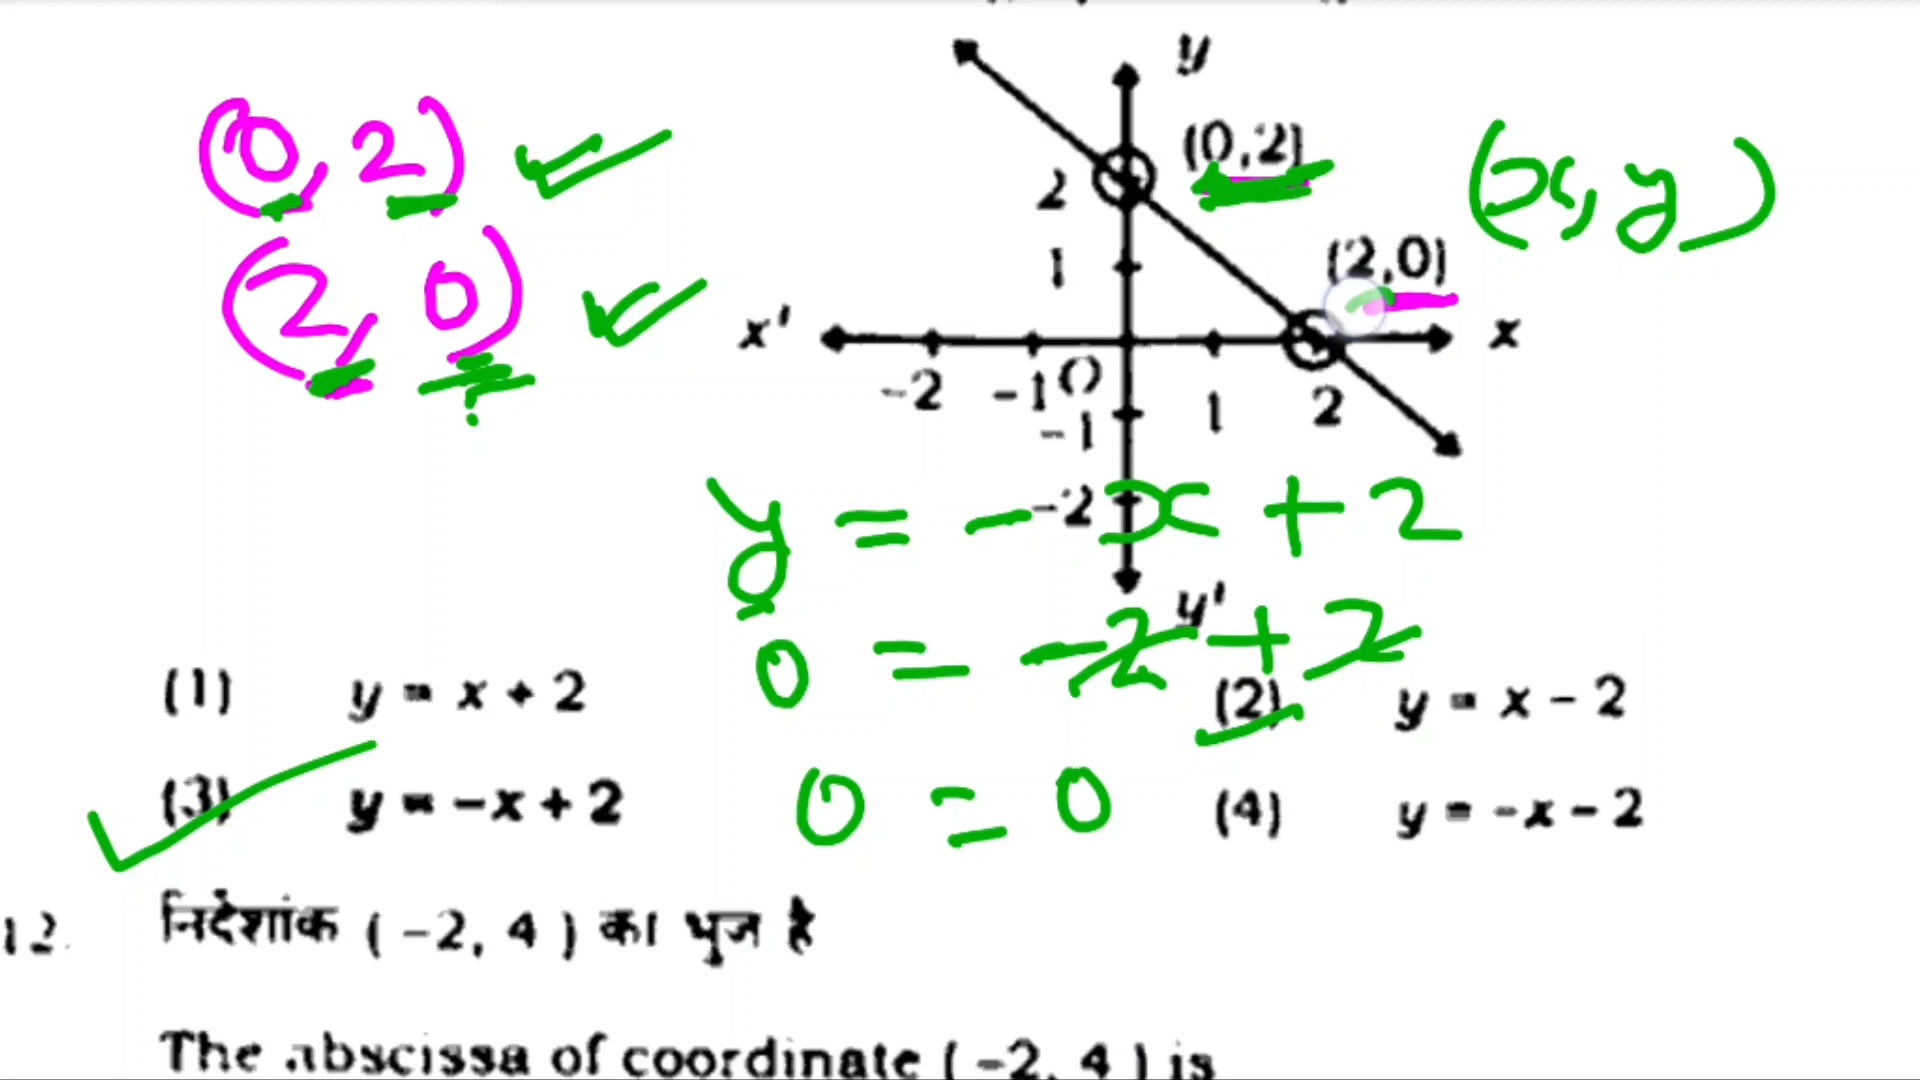 y
(0, 2)
(0,2)
(x, y)
2
(2, 0)
(2,0)
1
x'
x
-2 -1 O 1 2
-1
-2
y = - x + 2
y'
0 = -2 + 2
(1) y = x + 2
(2) y = x - 2
(3) y = -x + 2
0 = 0
(4) y = -x - 2
12. निर्देशांक ( -2, 4 ) का भुज है
The abscissa of coordinate ( -2, 4 ) is